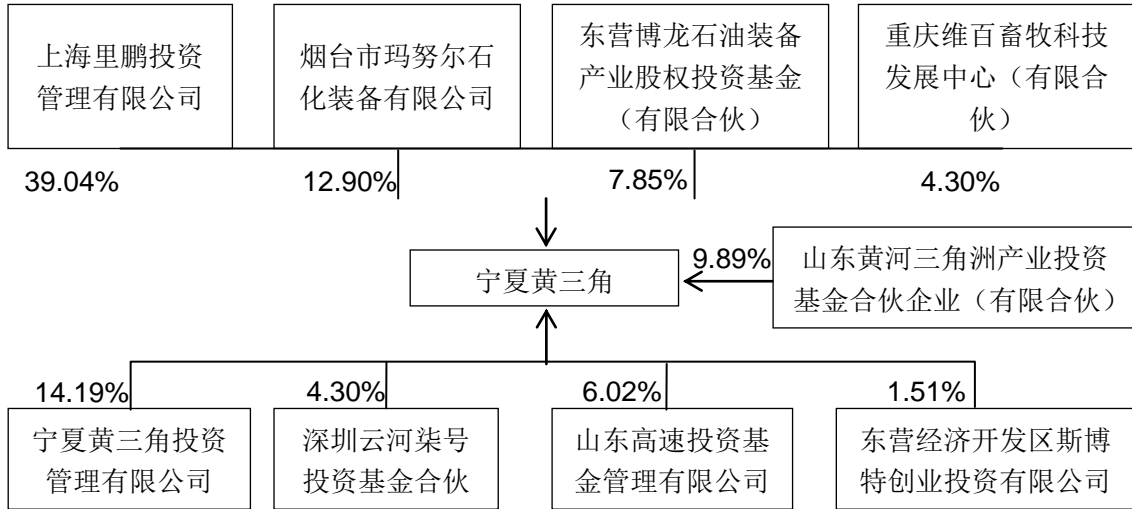 上海里鹏投资
管理有限公司
烟台市玛努尔石
化装备有限公司
东营博龙石油装备
产业股权投资基金
（有限合伙）
重庆维百畜牧科技
发展中心（有限合
伙）
39.04%
12.90%
7.85%
4.30%
宁夏黄三角
9.89%
山东黄河三角洲产业投资
基金合伙企业（有限合伙）
14.19%
4.30%
6.02%
1.51%
宁夏黄三角投资
管理有限公司
深圳云河柒号
投资基金合伙
山东高速投资基
金管理有限公司
东营经济开发区斯博
特创业投资有限公司